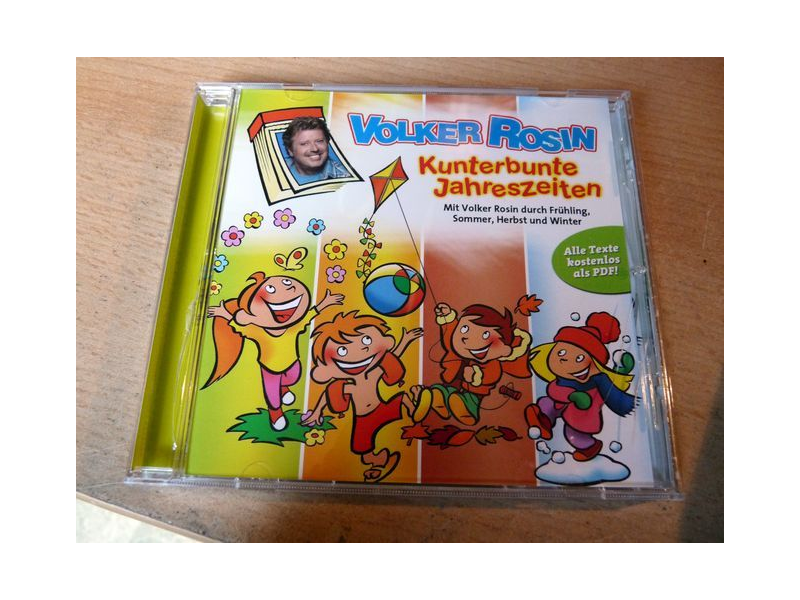 VOLKER ROSIN
Kunterbunte
Jahreszeiten
Mit Volker Rosin durch Frühling,
Sommer, Herbst und Winter
Alle Texte
kostenlos
als PDF!